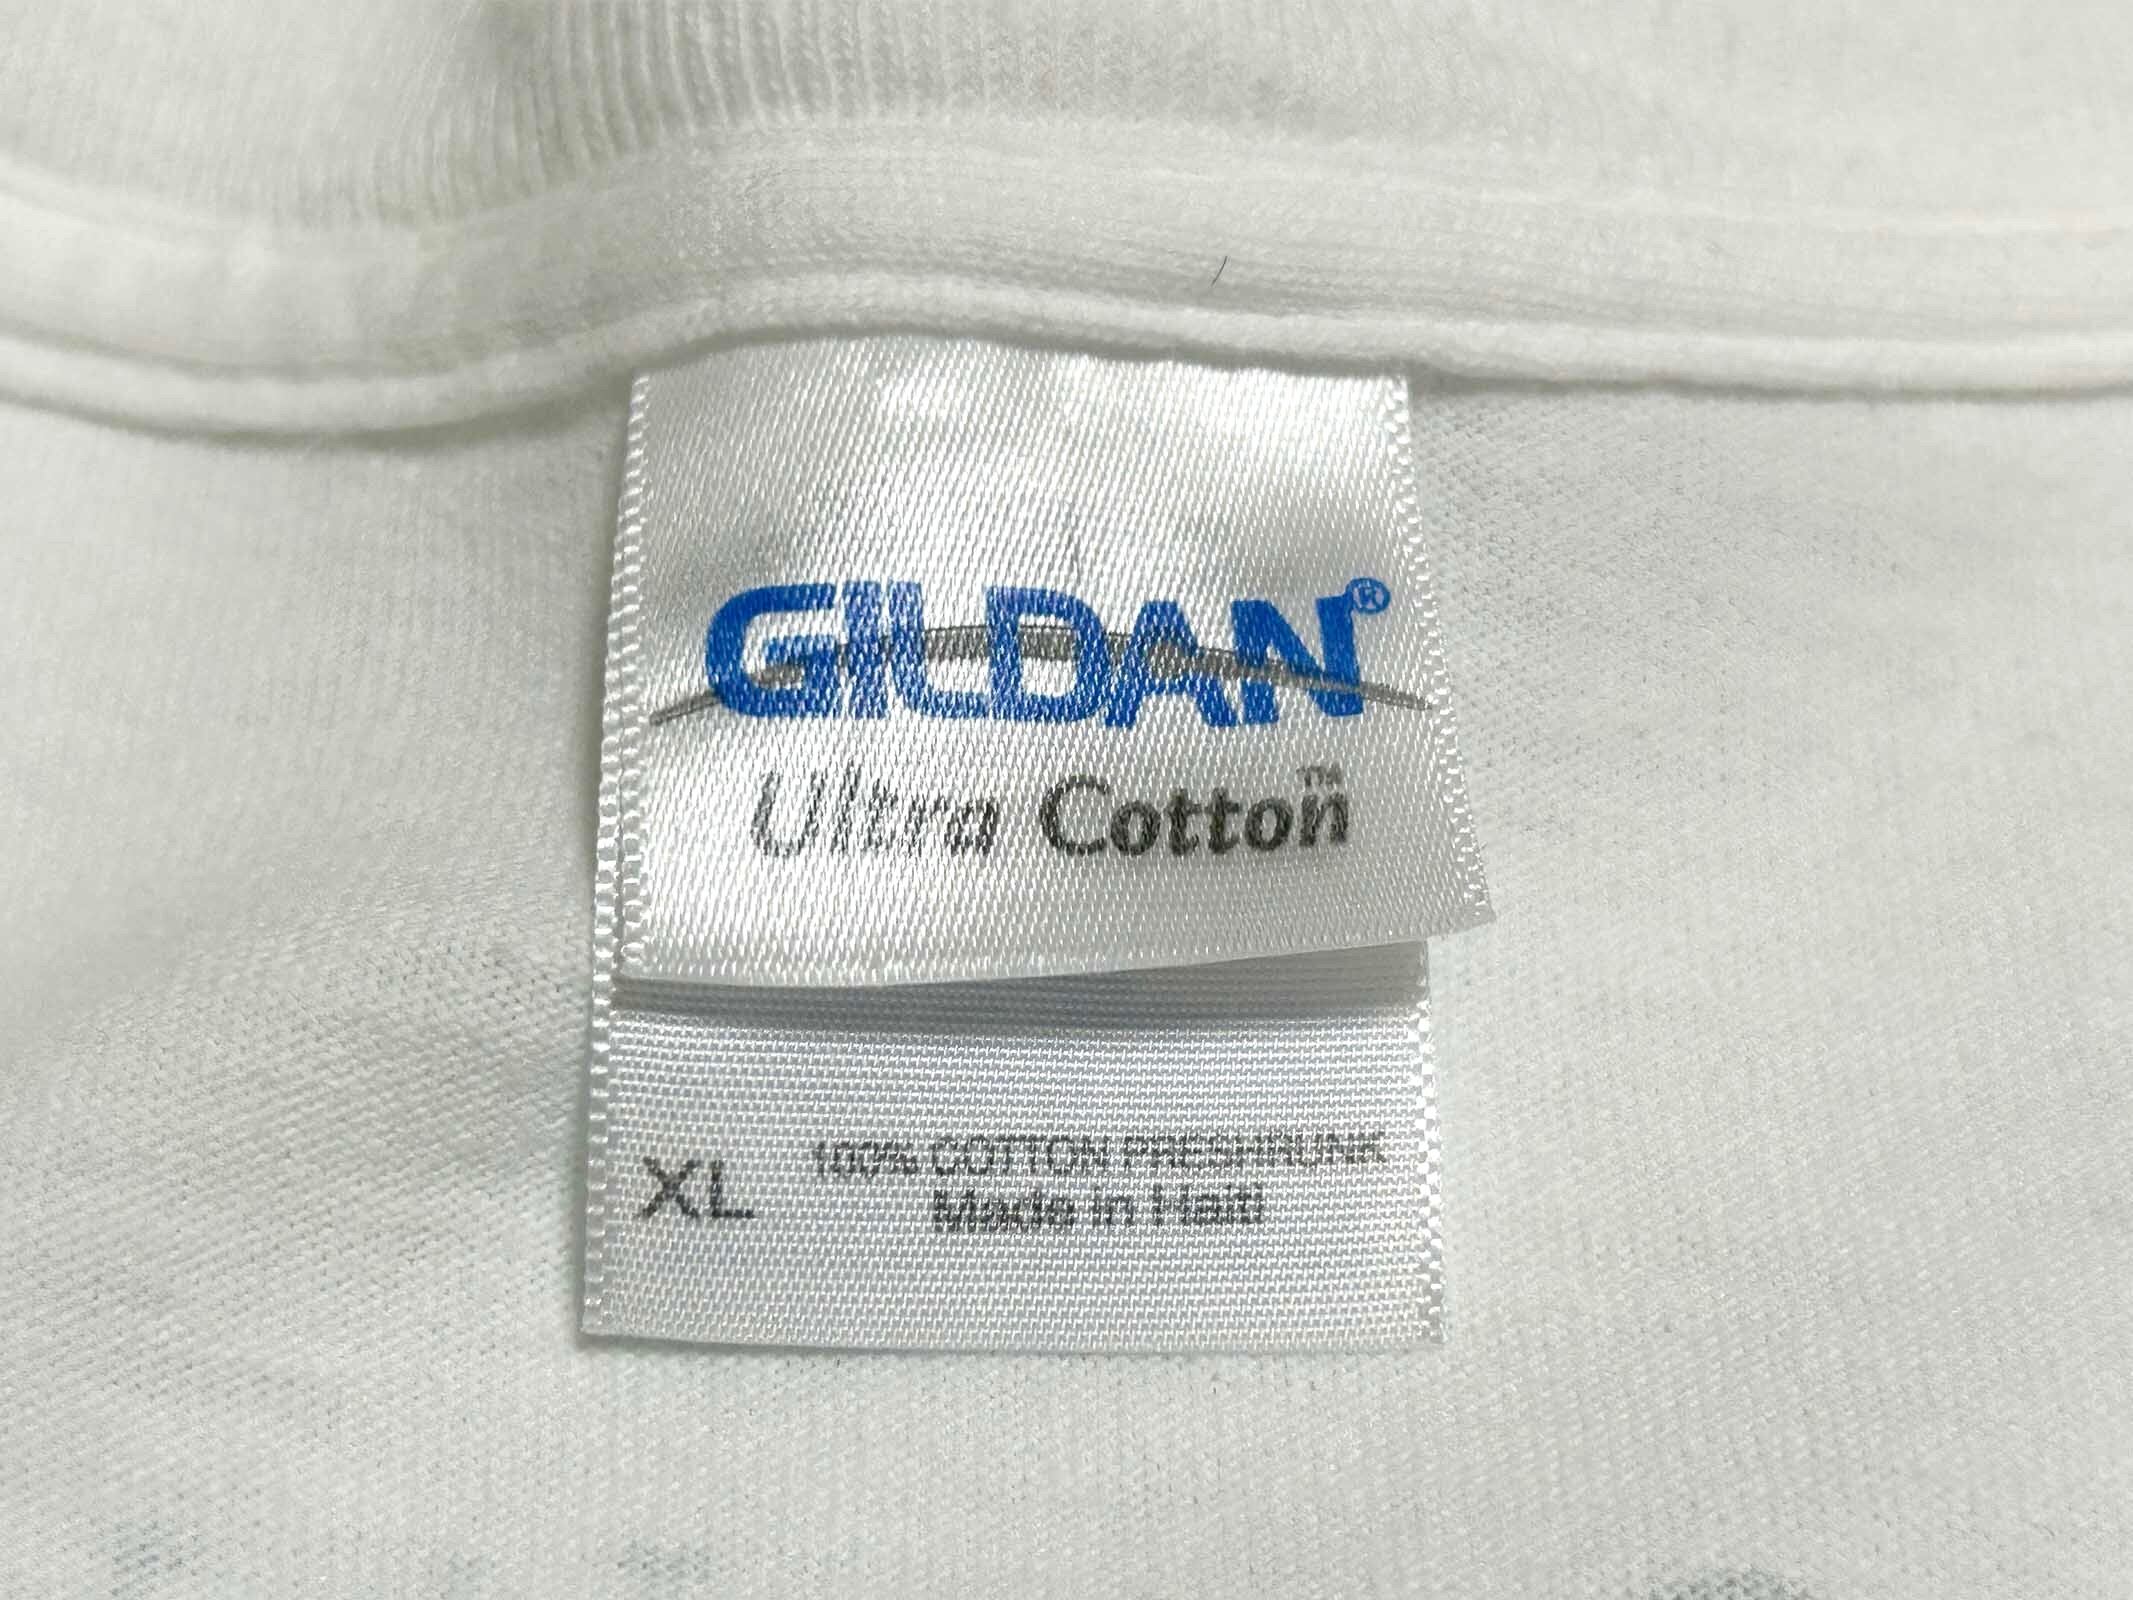 GILDAN®
Ultra Cotton™
XL
100% COTTON PRESHRUNK
Made in Haiti